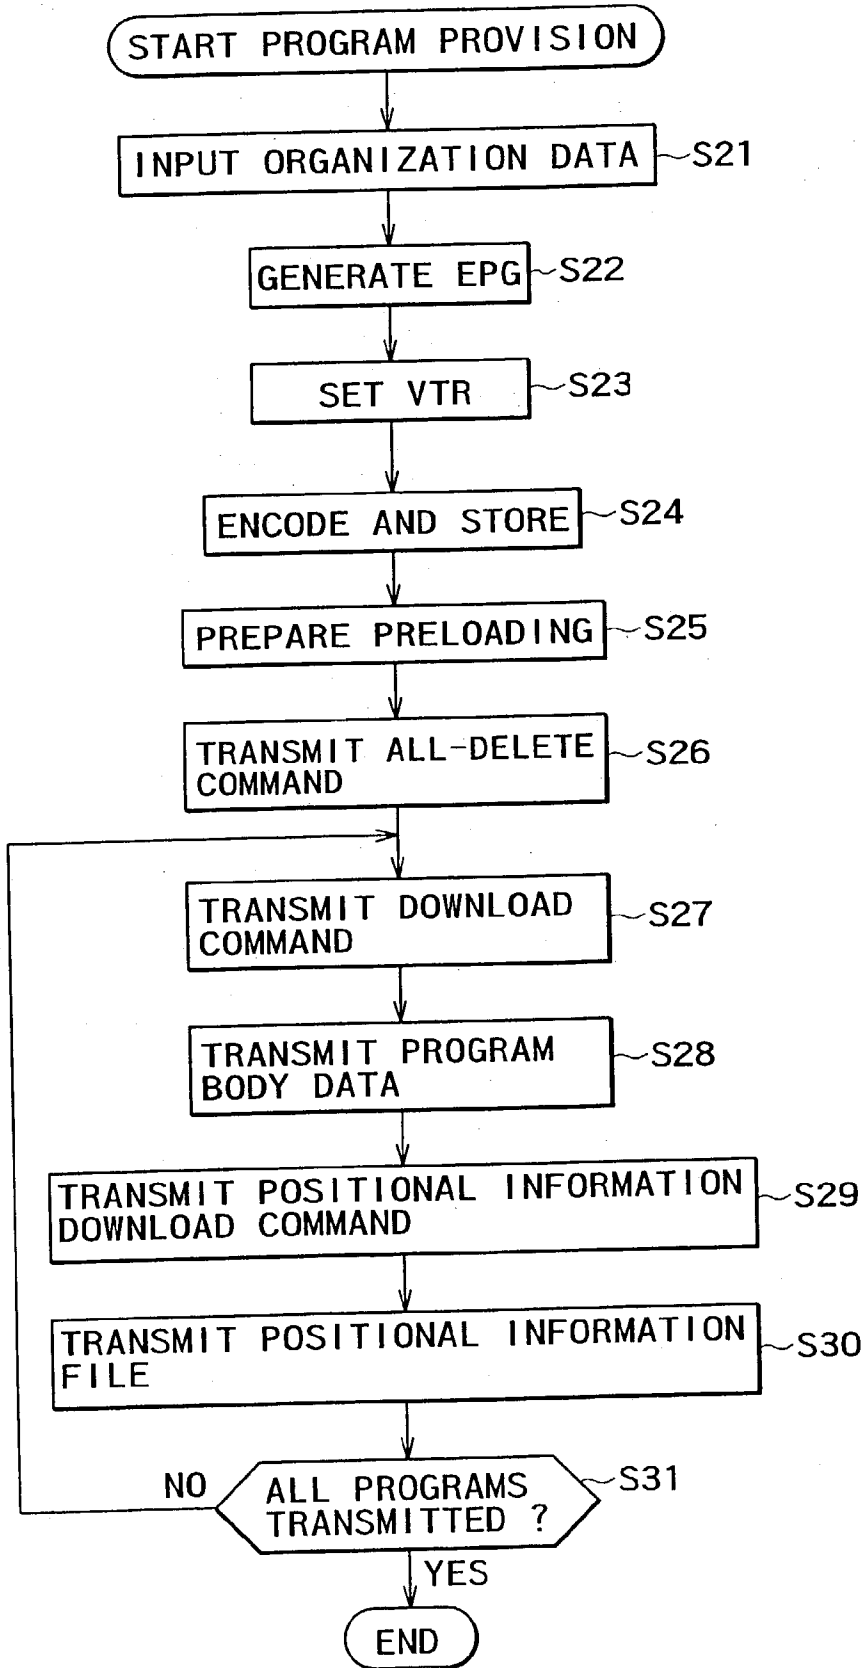 START PROGRAM PROVISION
INPUT ORGANIZATION DATA
S21
GENERATE EPG
S22
SET VTR
S23
ENCODE AND STORE
S24
PREPARE PRELOADING
S25
TRANSMIT ALL-DELETE
COMMAND
S26
TRANSMIT DOWNLOAD
COMMAND
S27
TRANSMIT PROGRAM
BODY DATA
S28
TRANSMIT POSITIONAL INFORMATION
DOWNLOAD COMMAND
S29
TRANSMIT POSITIONAL INFORMATION
FILE
S30
NO
ALL PROGRAMS
TRANSMITTED ?
S31
YES
END